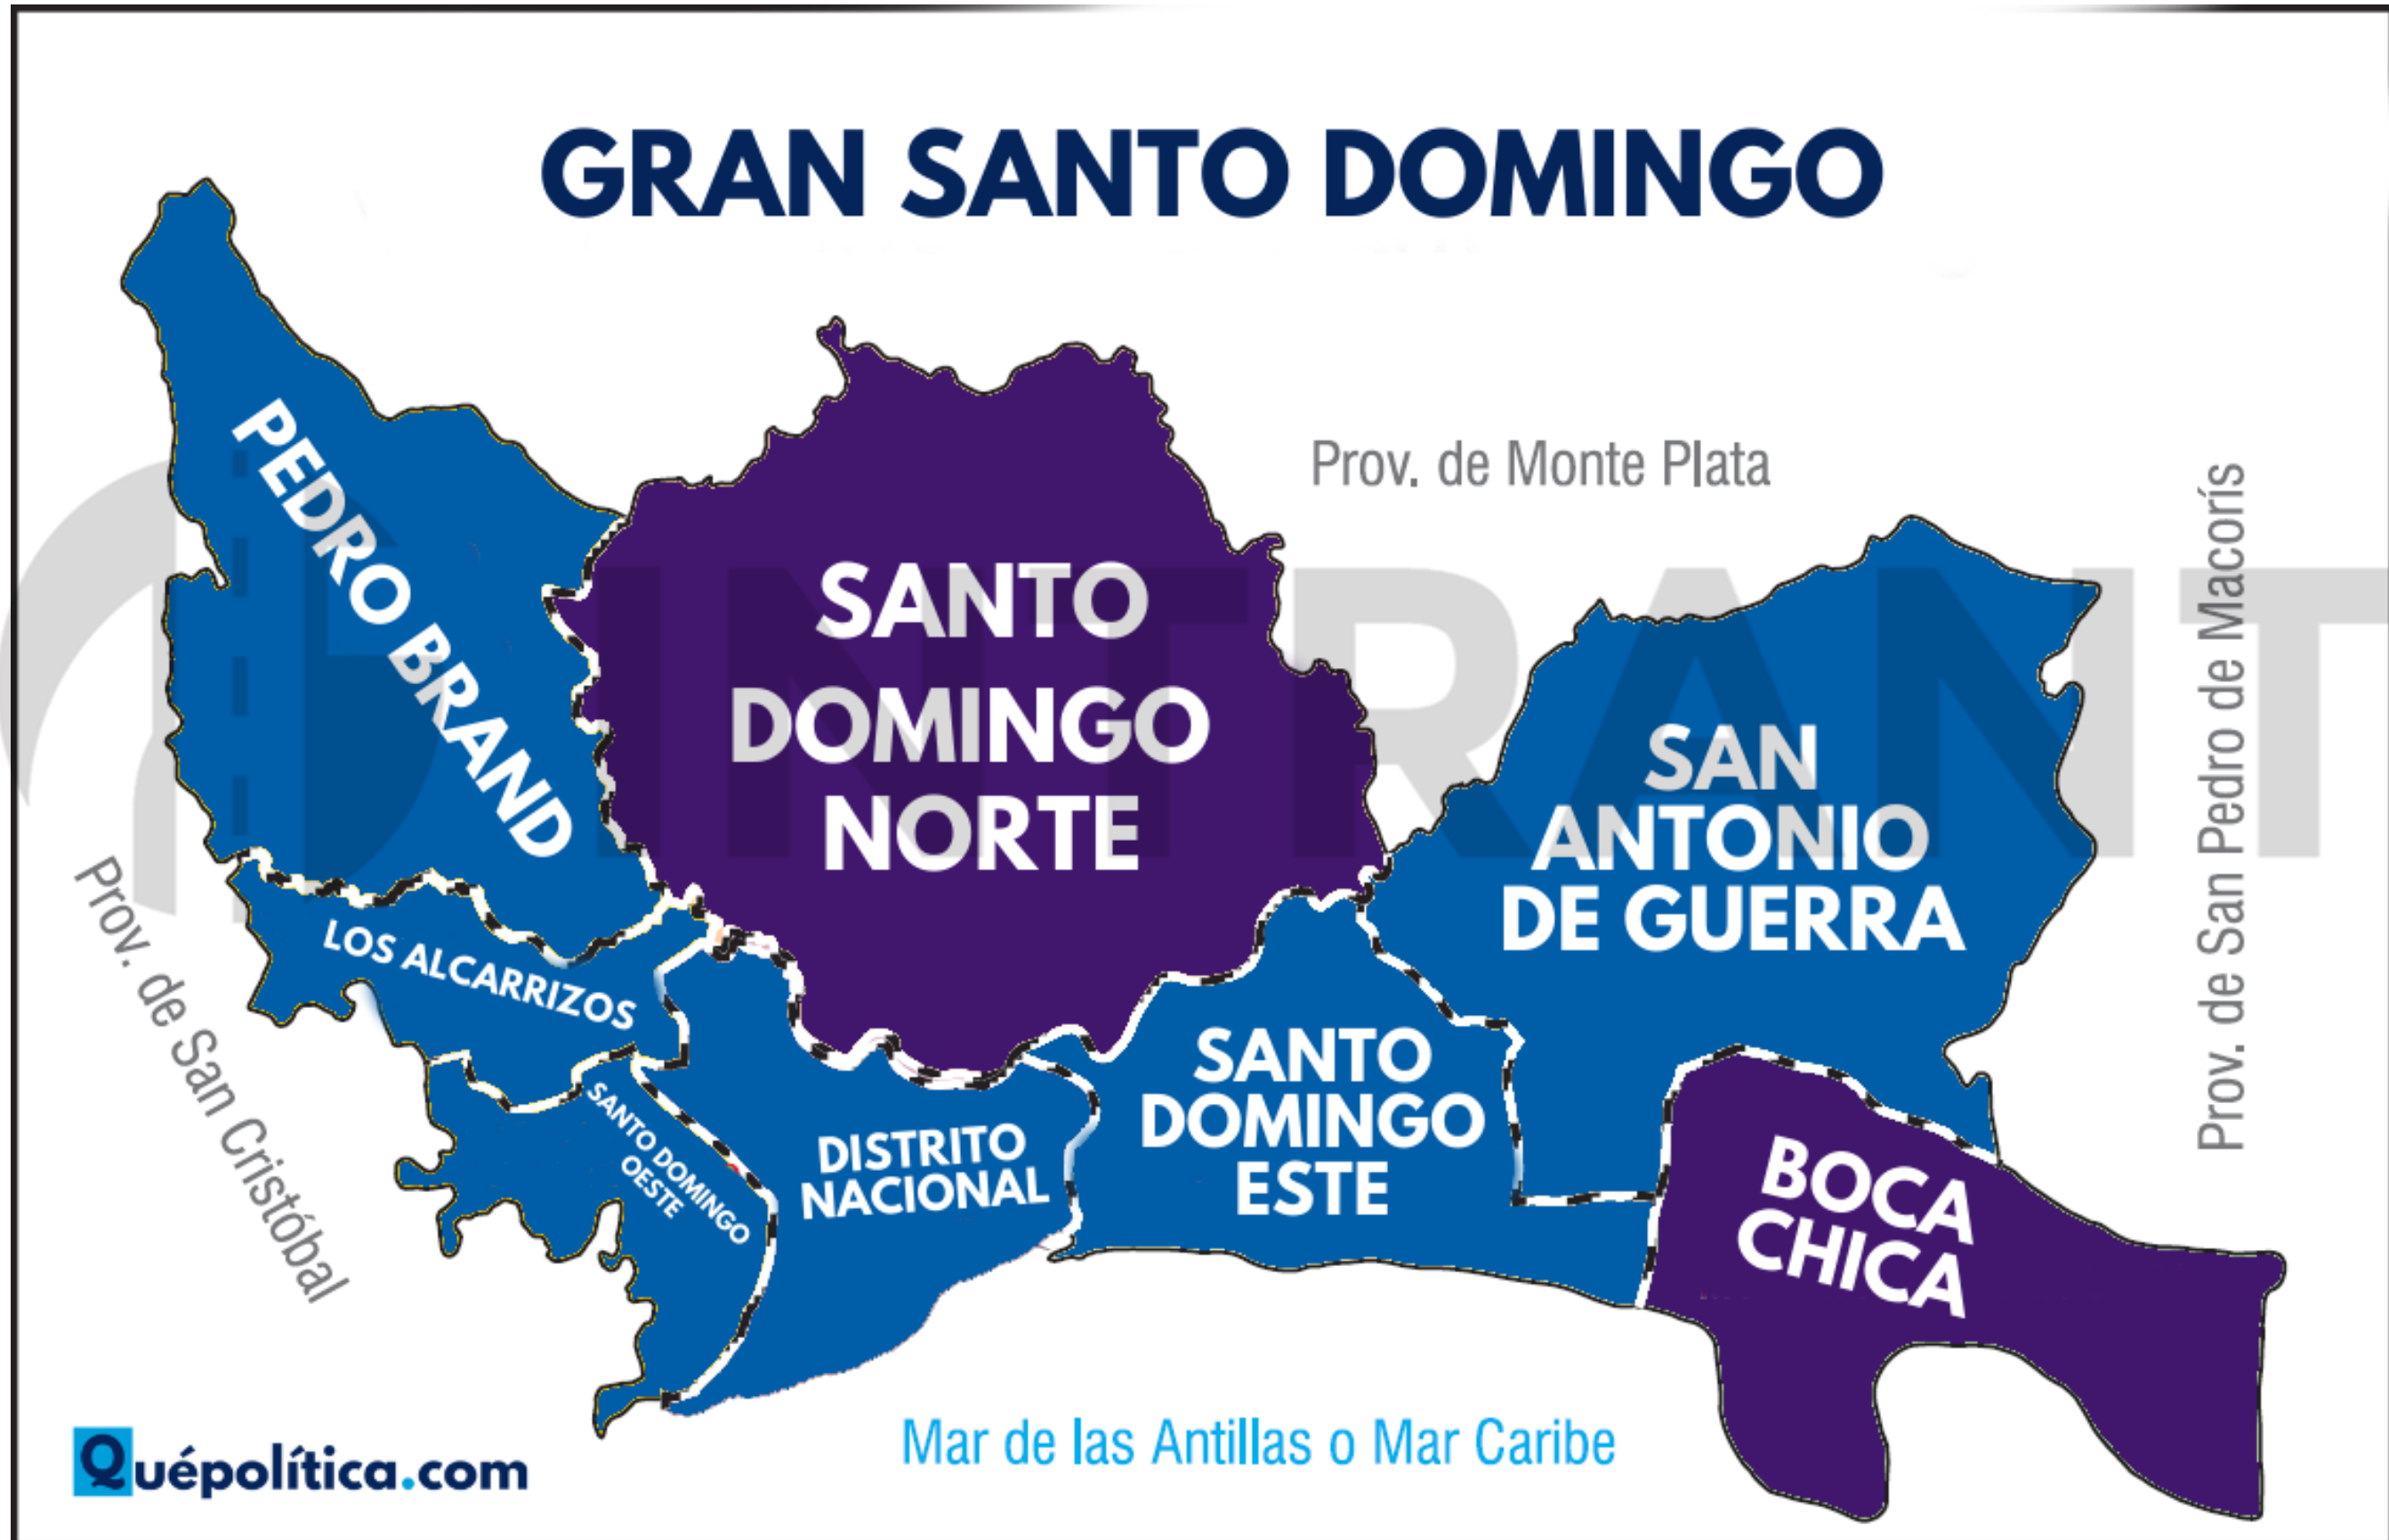 GRAN SANTO DOMINGO
PEDRO BRAND
SANTO
DOMINGO
NORTE
Prov. de Monte Plata
Prov. de San Pedro de Macorís
INTRANT
SAN
ANTONIO
DE GUERRA
LOS ALCARRIZOS
Prov. de San Cristóbal
SANTO DOMINGO
OESTE
DISTRITO
NACIONAL
SANTO
DOMINGO
ESTE
BOCA
CHICA
Mar de las Antillas o Mar Caribe
Quépolítica.com